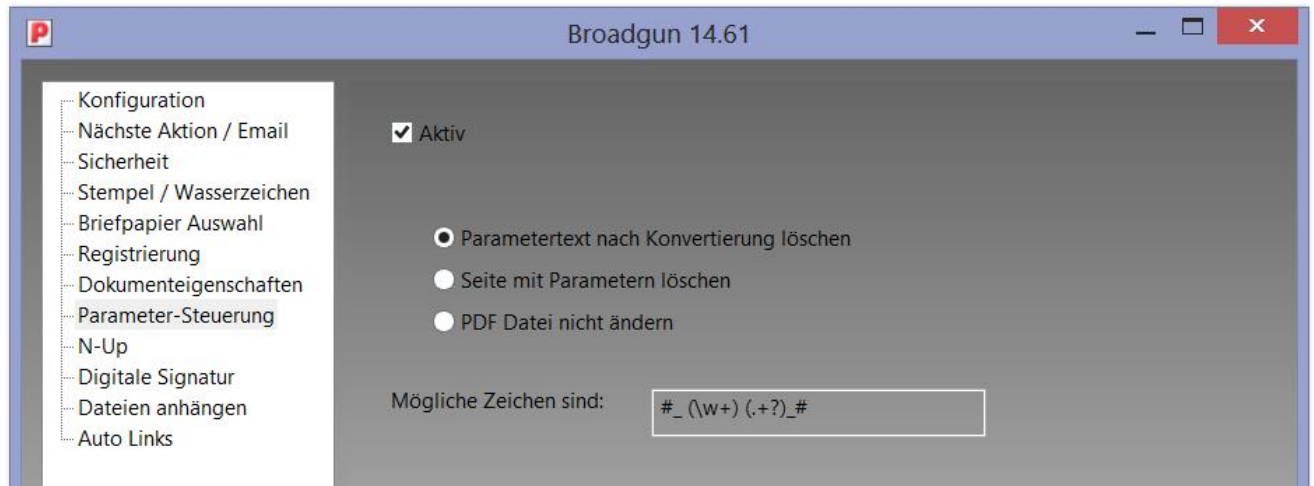 P
Broadgun 14.61
Konfiguration
Nächste Aktion / Email
Sicherheit
Stempel / Wasserzeichen
Briefpapier Auswahl
Registrierung
Dokumenteigenschaften
Parameter-Steuerung
N-Up
Digitale Signatur
Dateien anhängen
Auto Links
Aktiv
Parametertext nach Konvertierung löschen
Seite mit Parametern löschen
PDF Datei nicht ändern
Mögliche Zeichen sind:
#_ (\w+) (.+?)_#